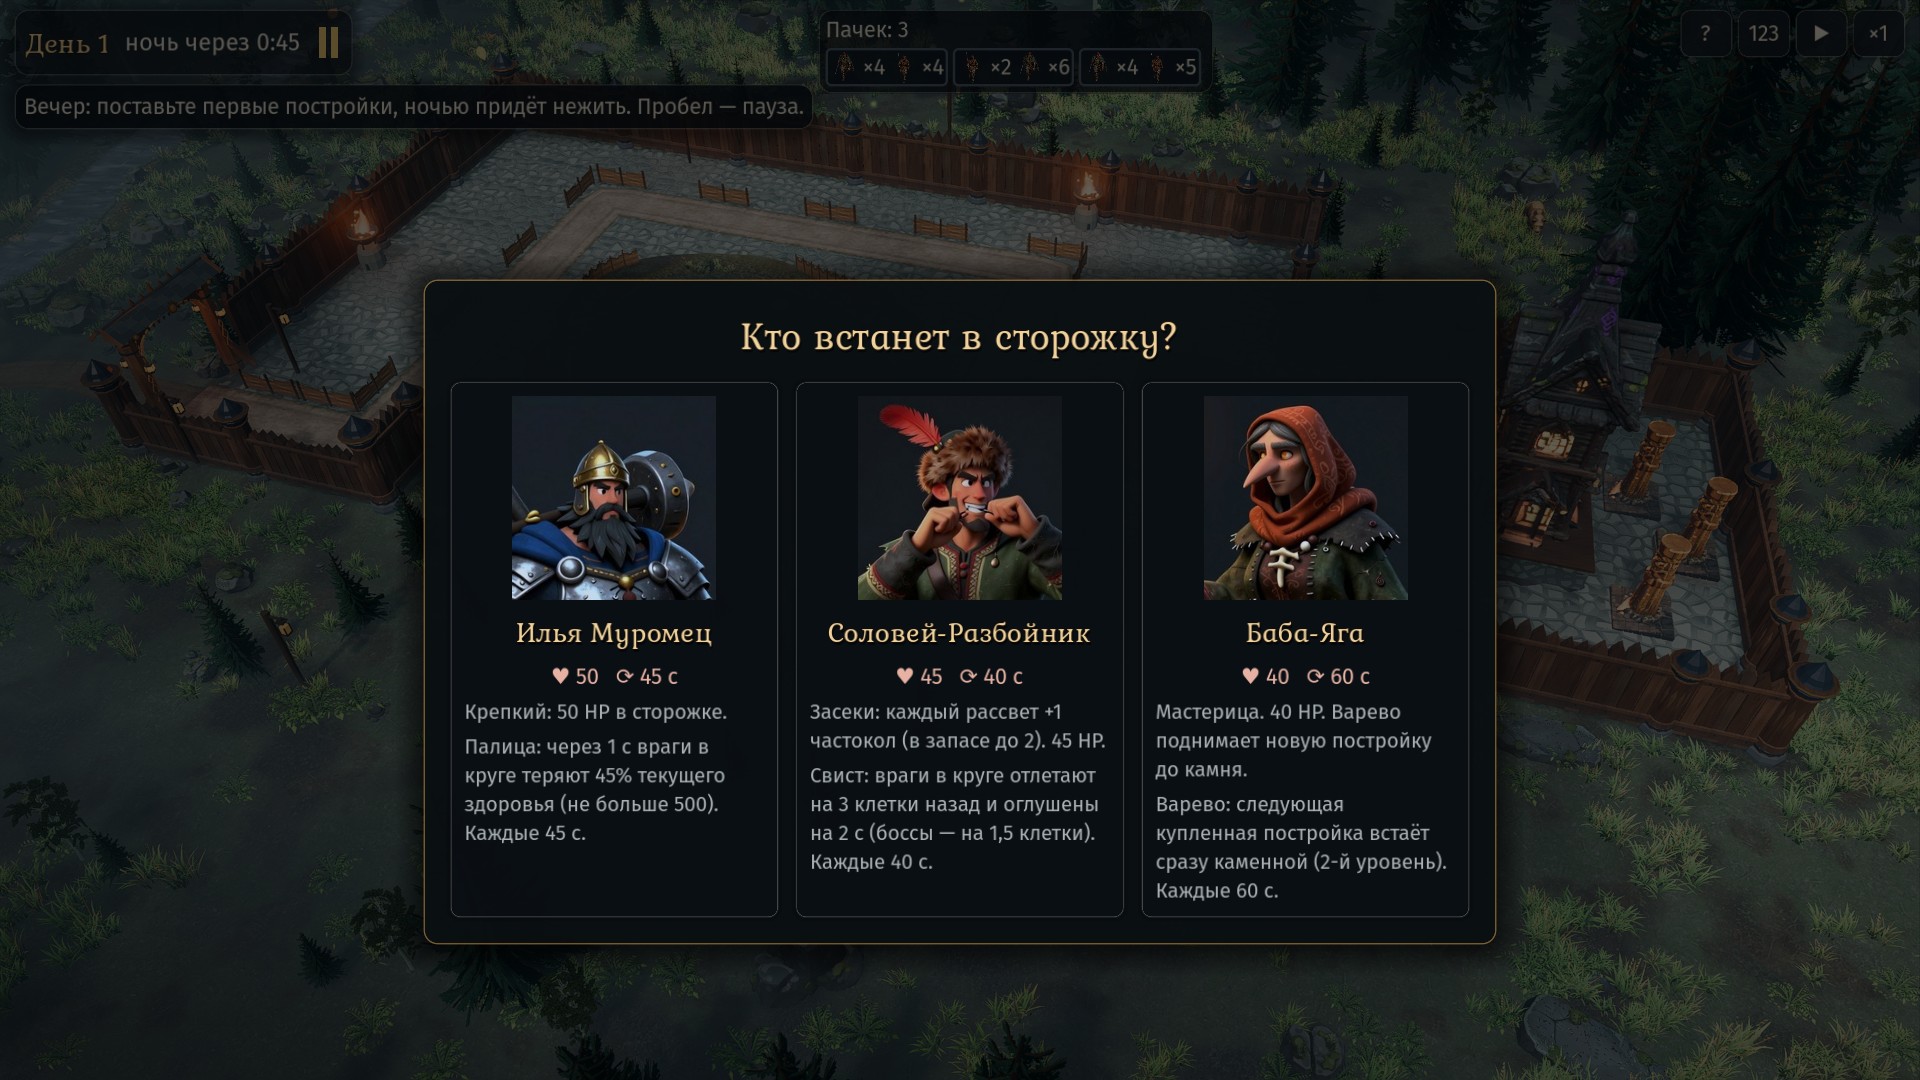 День 1 ночь через 0:45
Пачек: 3
×4 ×4 ×2 ×6 ×4 ×5
? 123 ▶ ×1
Вечер: поставьте первые постройки, ночью придёт нежить. Пробел — пауза.
Кто встанет в сторожку?
Илья Муромец
♥ 50 ⟳ 45 с
Крепкий: 50 HP в сторожке.
Палица: через 1 с враги в
круге теряют 45% текущего
здоровья (не больше 500).
Каждые 45 с.
Соловей-Разбойник
♥ 45 ⟳ 40 с
Засеки: каждый рассвет +1
частокол (в запасе до 2). 45 HP.
Свист: враги в круге отлетают
на 3 клетки назад и оглушены
на 2 с (боссы — на 1,5 клетки).
Каждые 40 с.
Баба-Яга
♥ 40 ⟳ 60 с
Мастерица. 40 HP. Варево
поднимает новую постройку
до камня.
Варево: следующая
купленная постройка встаёт
сразу каменной (2-й уровень).
Каждые 60 с.